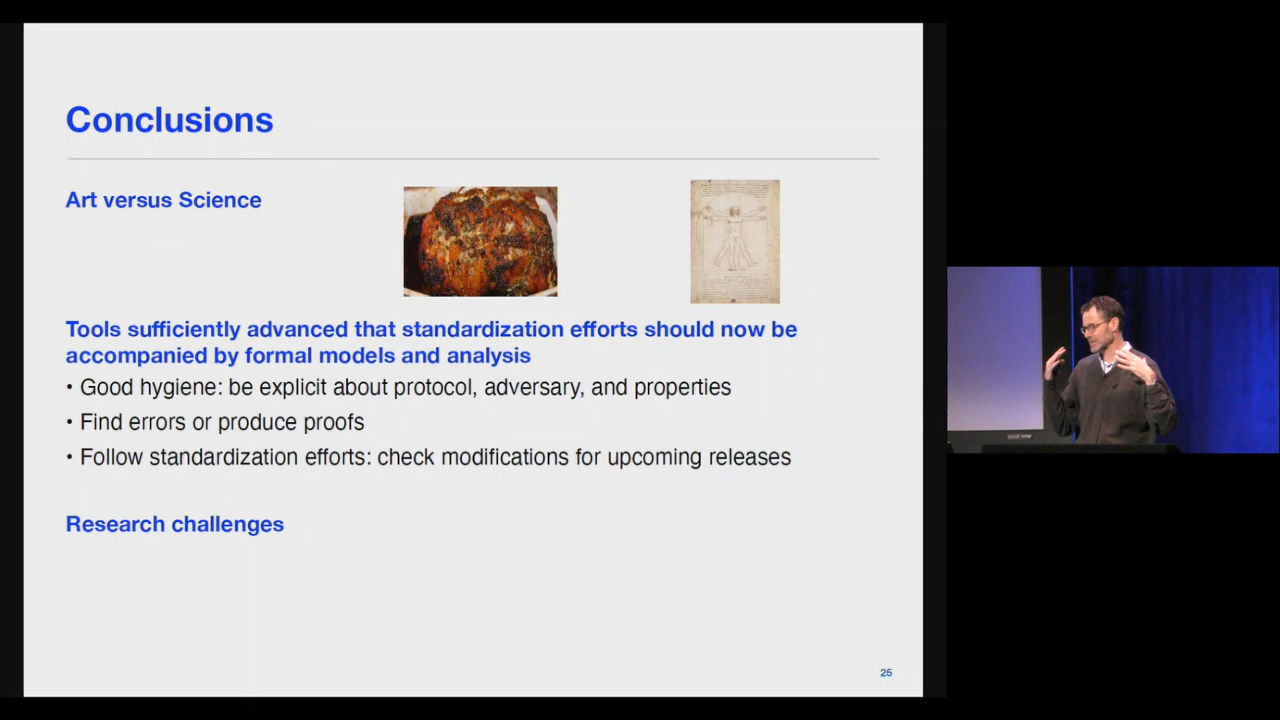 Conclusions
Art versus Science
Tools sufficiently advanced that standardization efforts should now be
accompanied by formal models and analysis
• Good hygiene: be explicit about protocol, adversary, and properties
• Find errors or produce proofs
• Follow standardization efforts: check modifications for upcoming releases
Research challenges
25